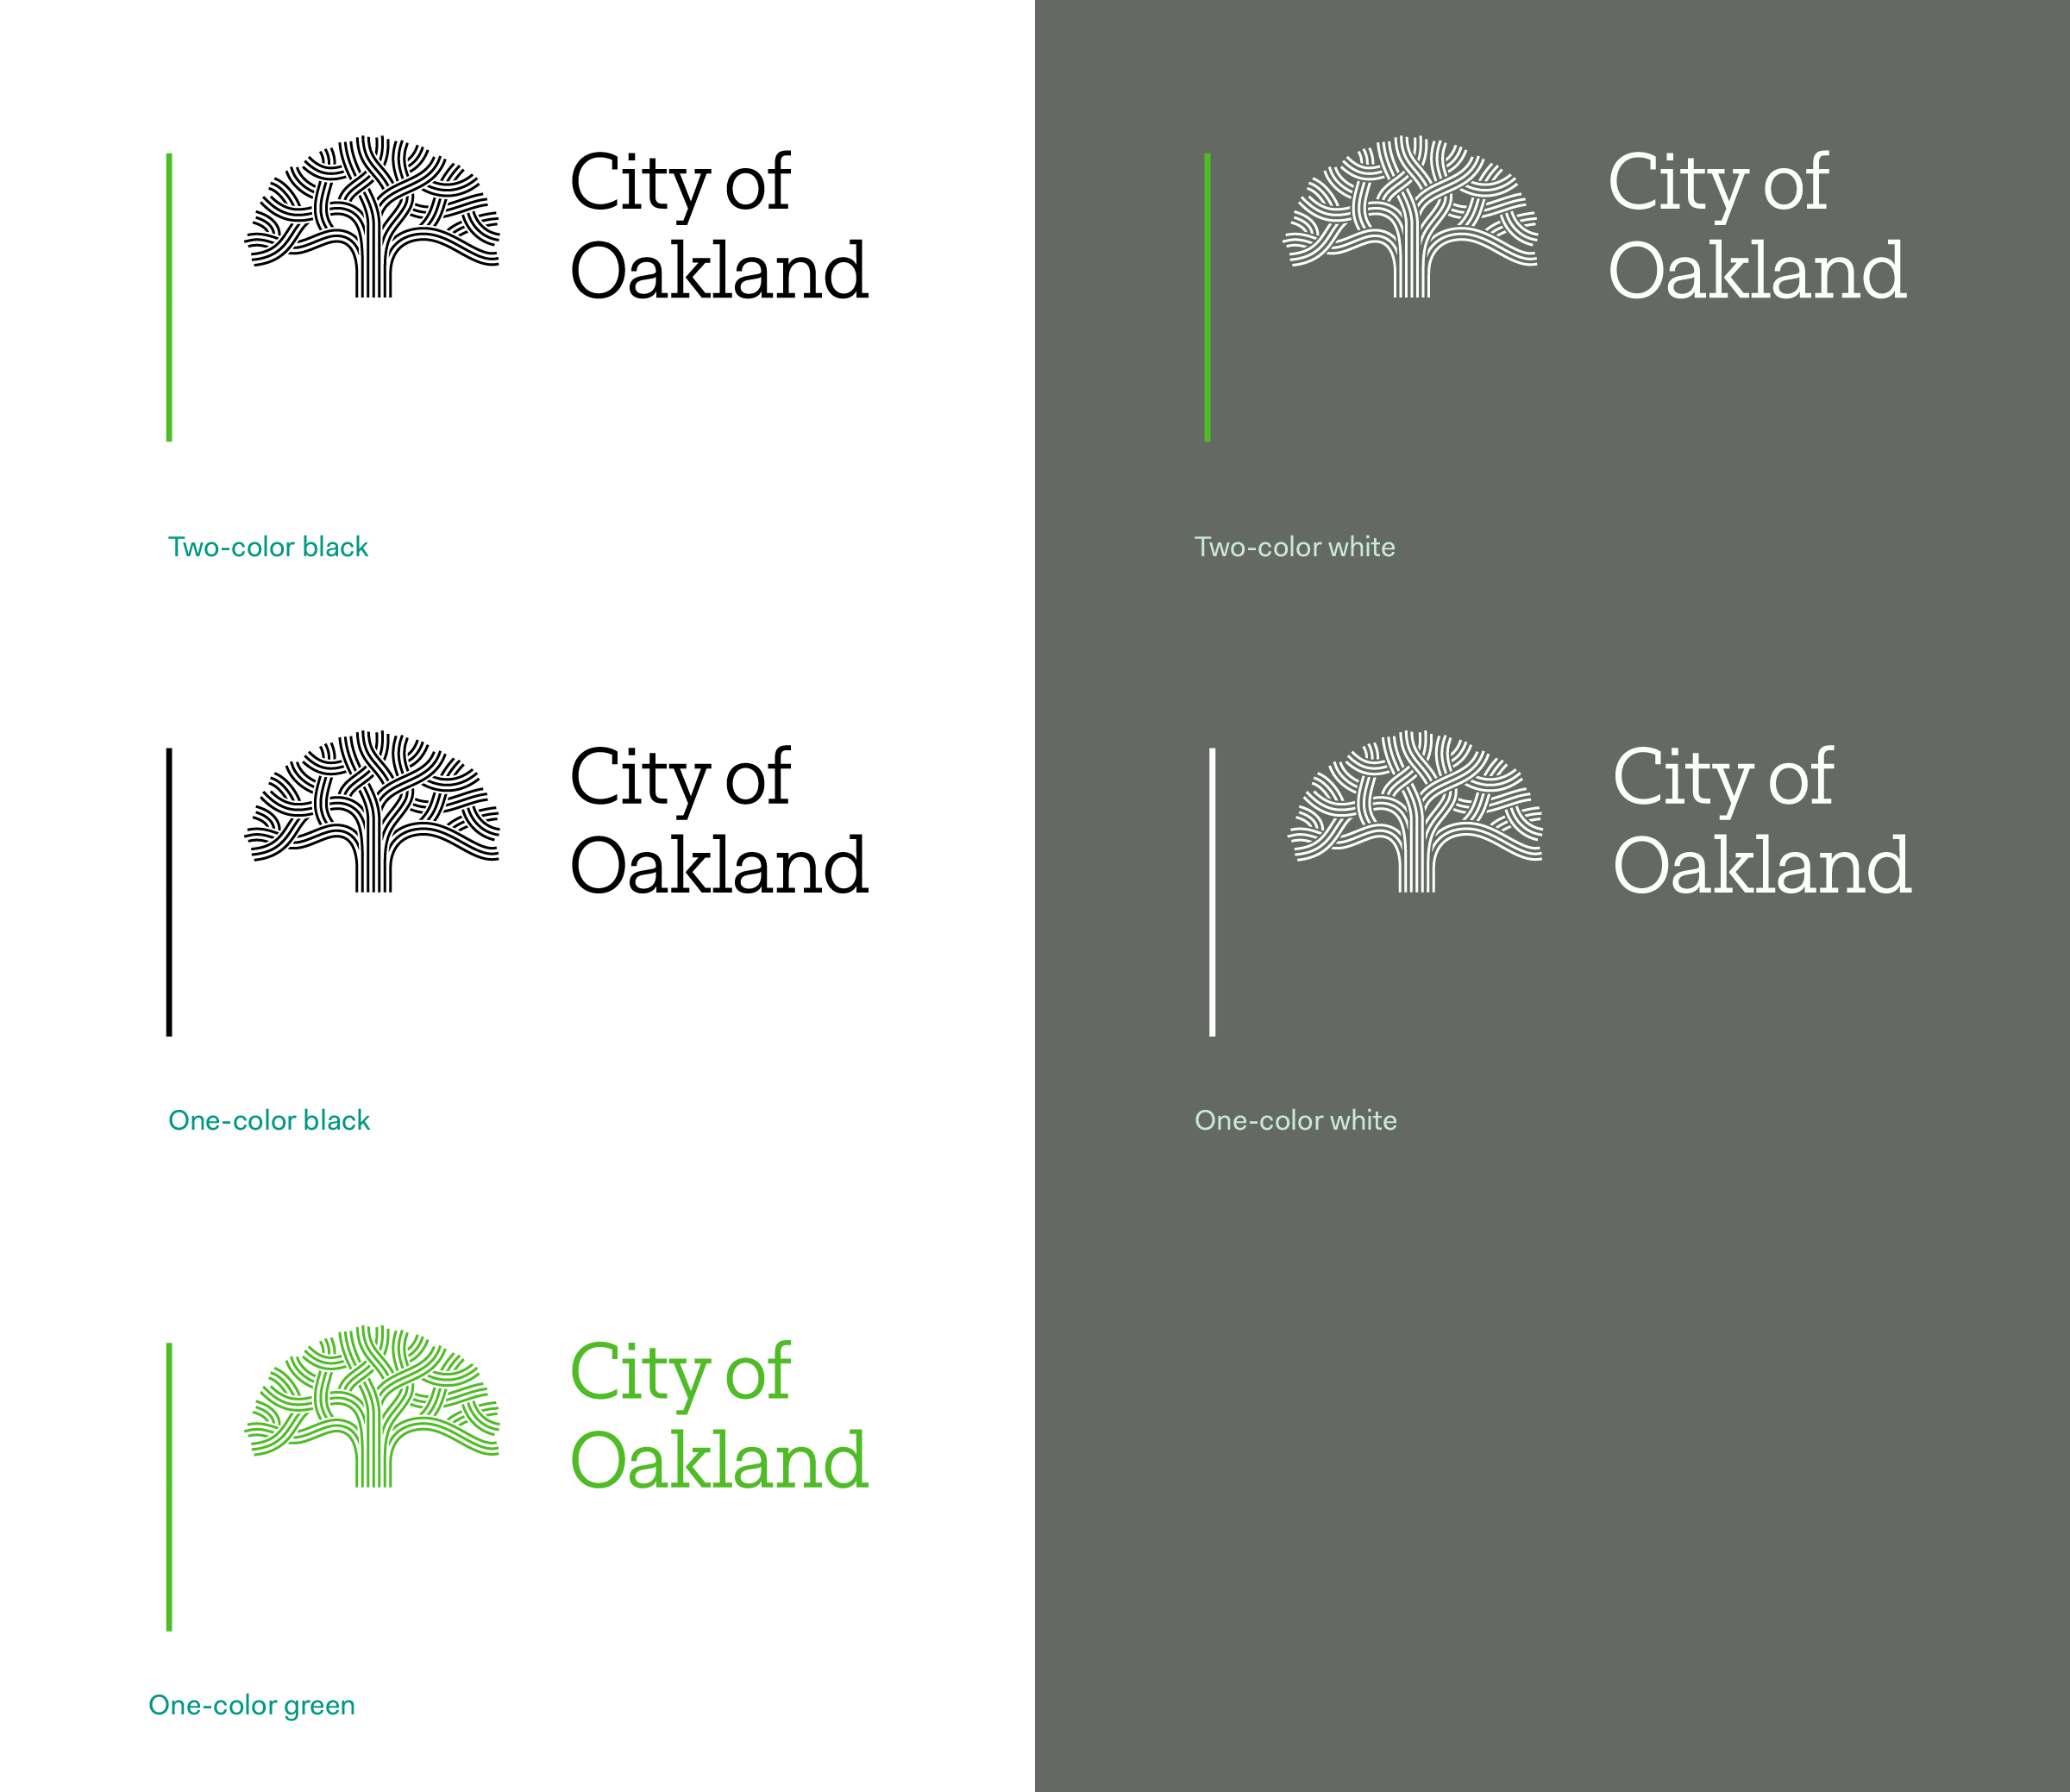 City of
Oakland
Two-color black
City of
Oakland
Two-color white
City of
Oakland
One-color black
City of
Oakland
One-color white
City of
Oakland
One-color green